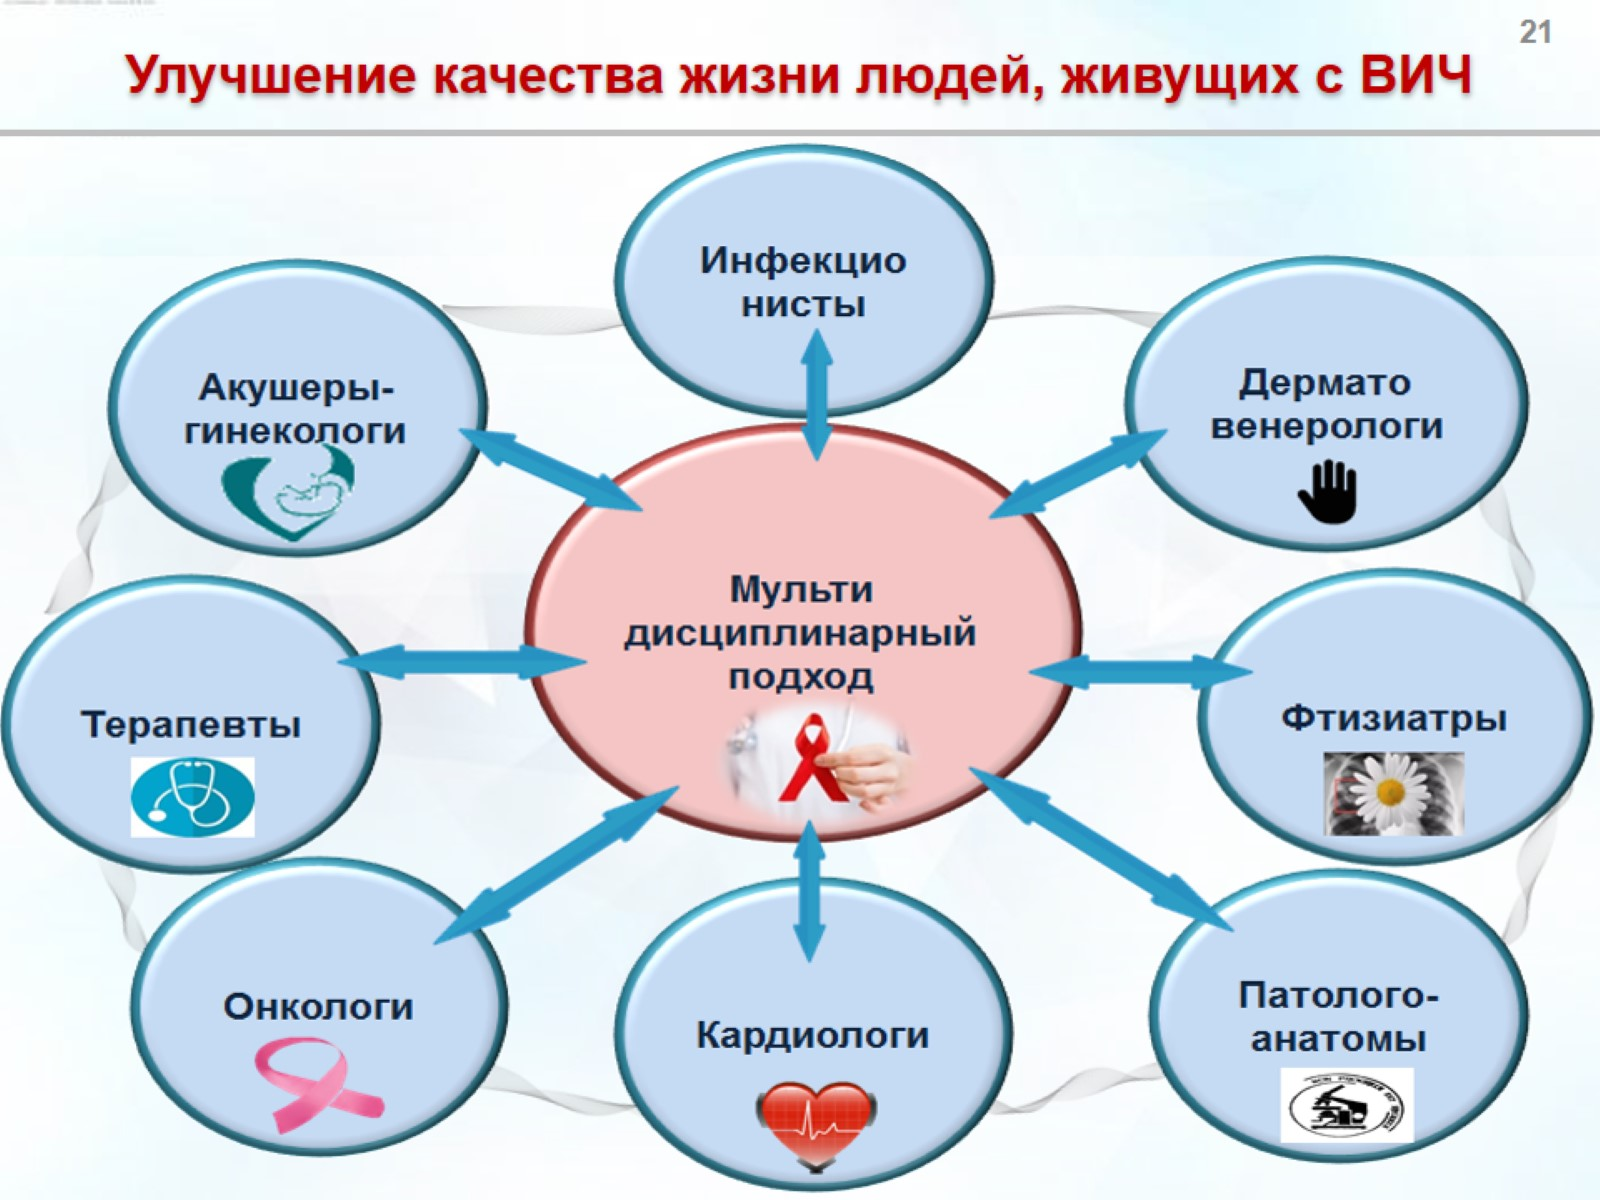 21
Улучшение качества жизни людей, живущих с ВИЧ
Инфекцио
нисты
Акушеры-
гинекологи
Дермато
венерологи
Мульти
дисциплинарный
подход
Терапевты
Фтизиатры
Онкологи
Кардиологи
Патолого-
анатомы